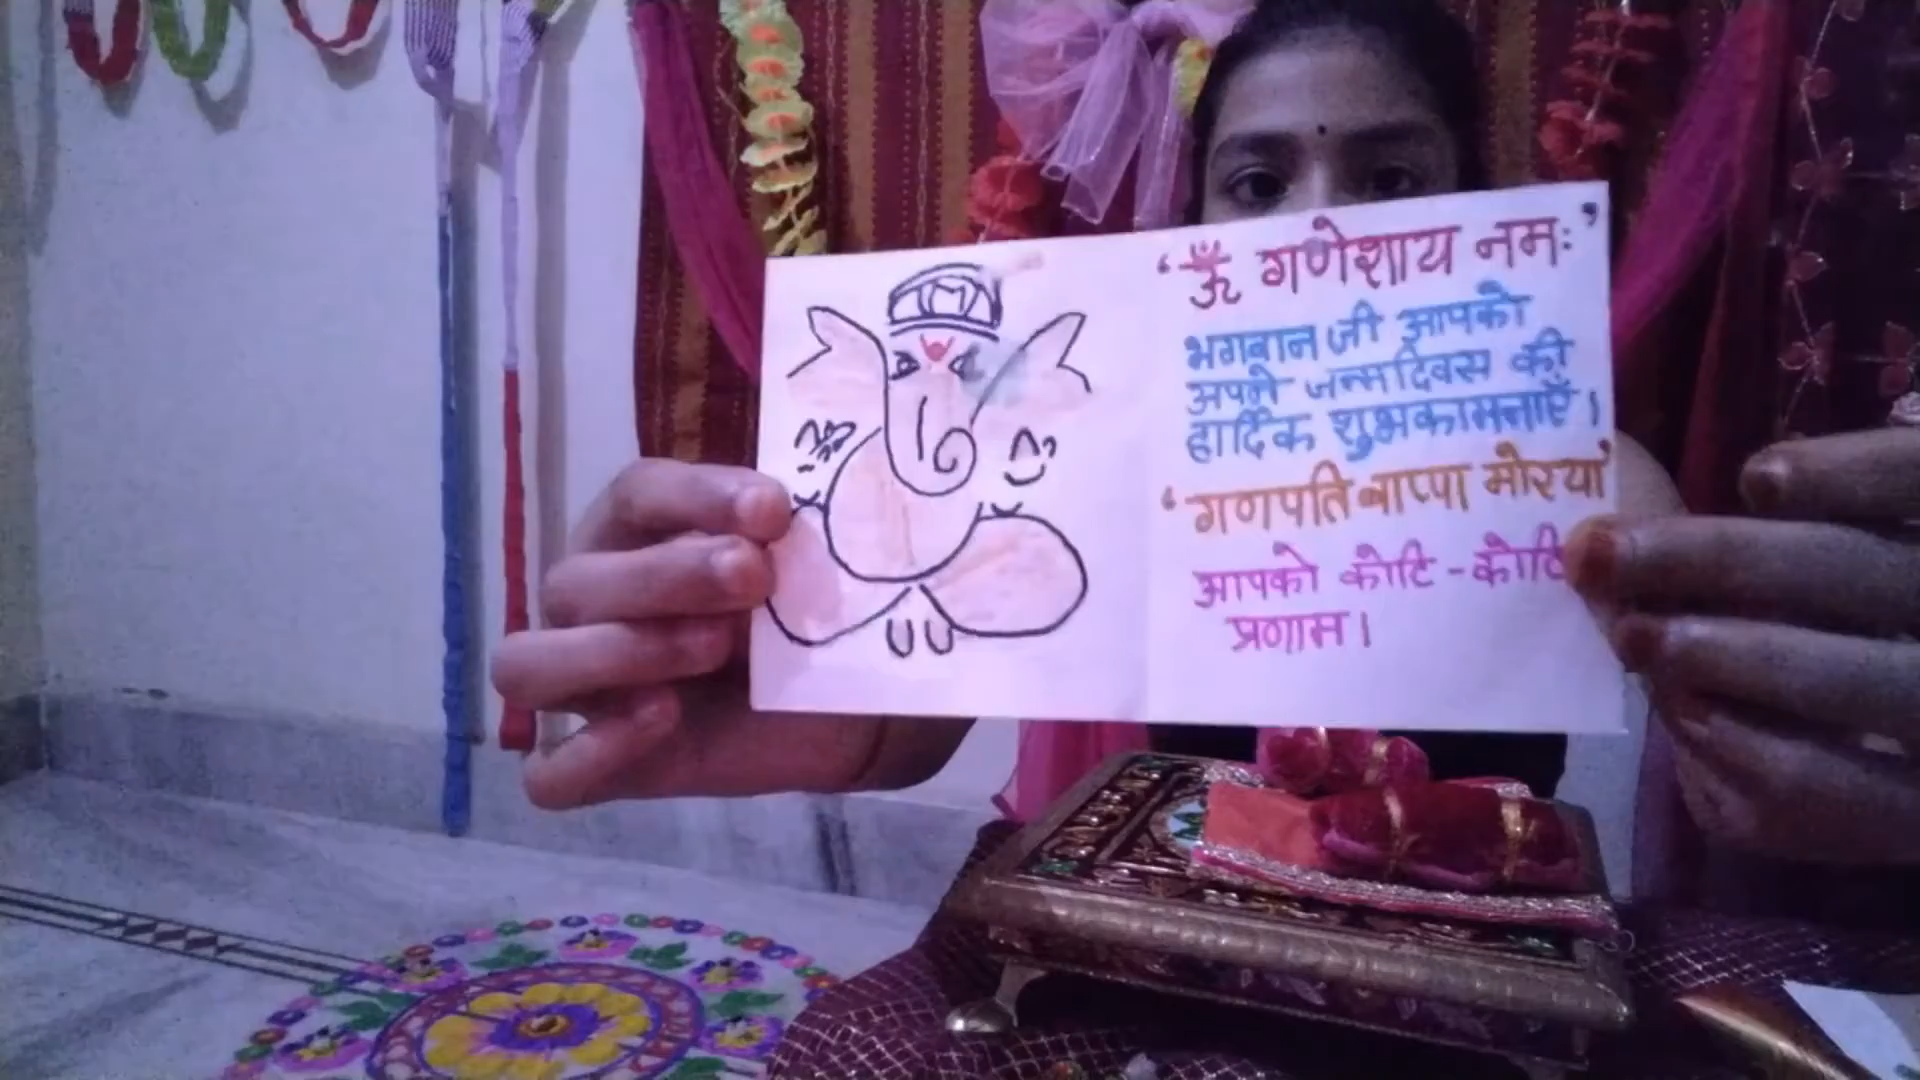 'ॐ गणेशाय नमः'
भगवान जी आपको
अपने जन्मदिवस की
हार्दिक शुभकामनाएँ।
'गणपति बाप्पा मोरया'
आपको कोटि-कोटि
प्रणाम।